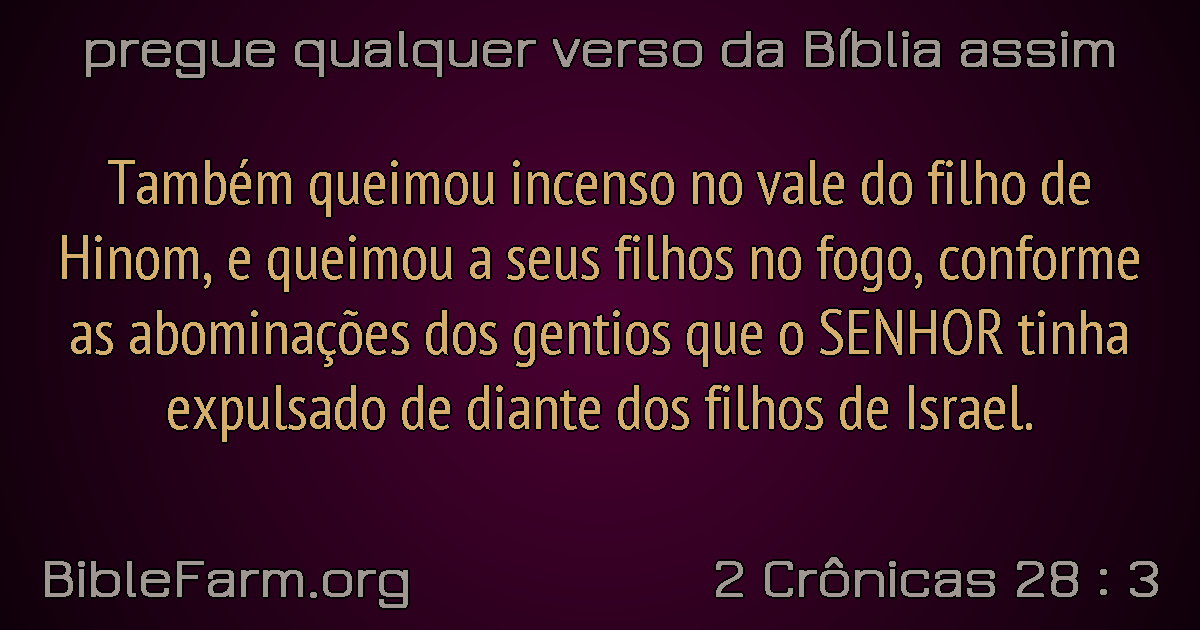 pregue qualquer verso da Bíblia assim
Também queimou incenso no vale do filho de
Hinom, e queimou a seus filhos no fogo, conforme
as abominações dos gentios que o SENHOR tinha
expulsado de diante dos filhos de Israel.
BibleFarm.org
2 Crônicas 28 : 3